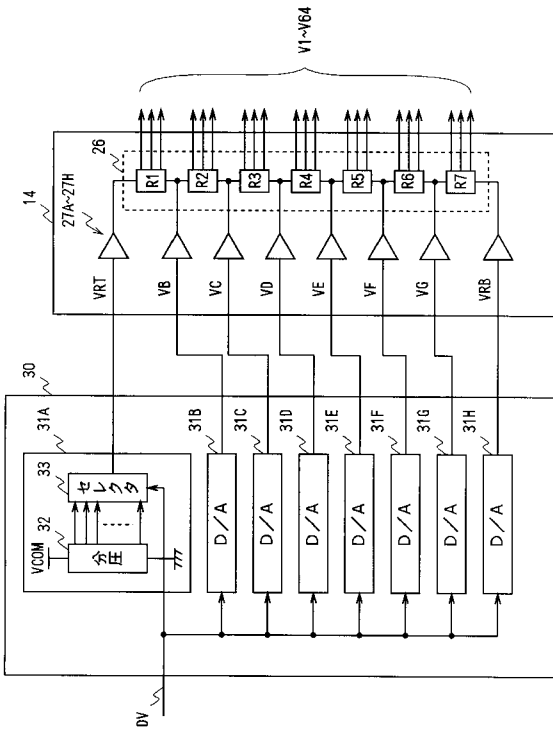 V1~V64
14
26
27A~27H
R1
R2
R3
R4
R5
R6
R7
VRT
VB
VC
VD
VE
VF
VG
VRB
30
31A
33
セレクタ
32
分圧
VCOM
31B
D/A
31C
D/A
31D
D/A
31E
D/A
31F
D/A
31G
D/A
31H
D/A
DV